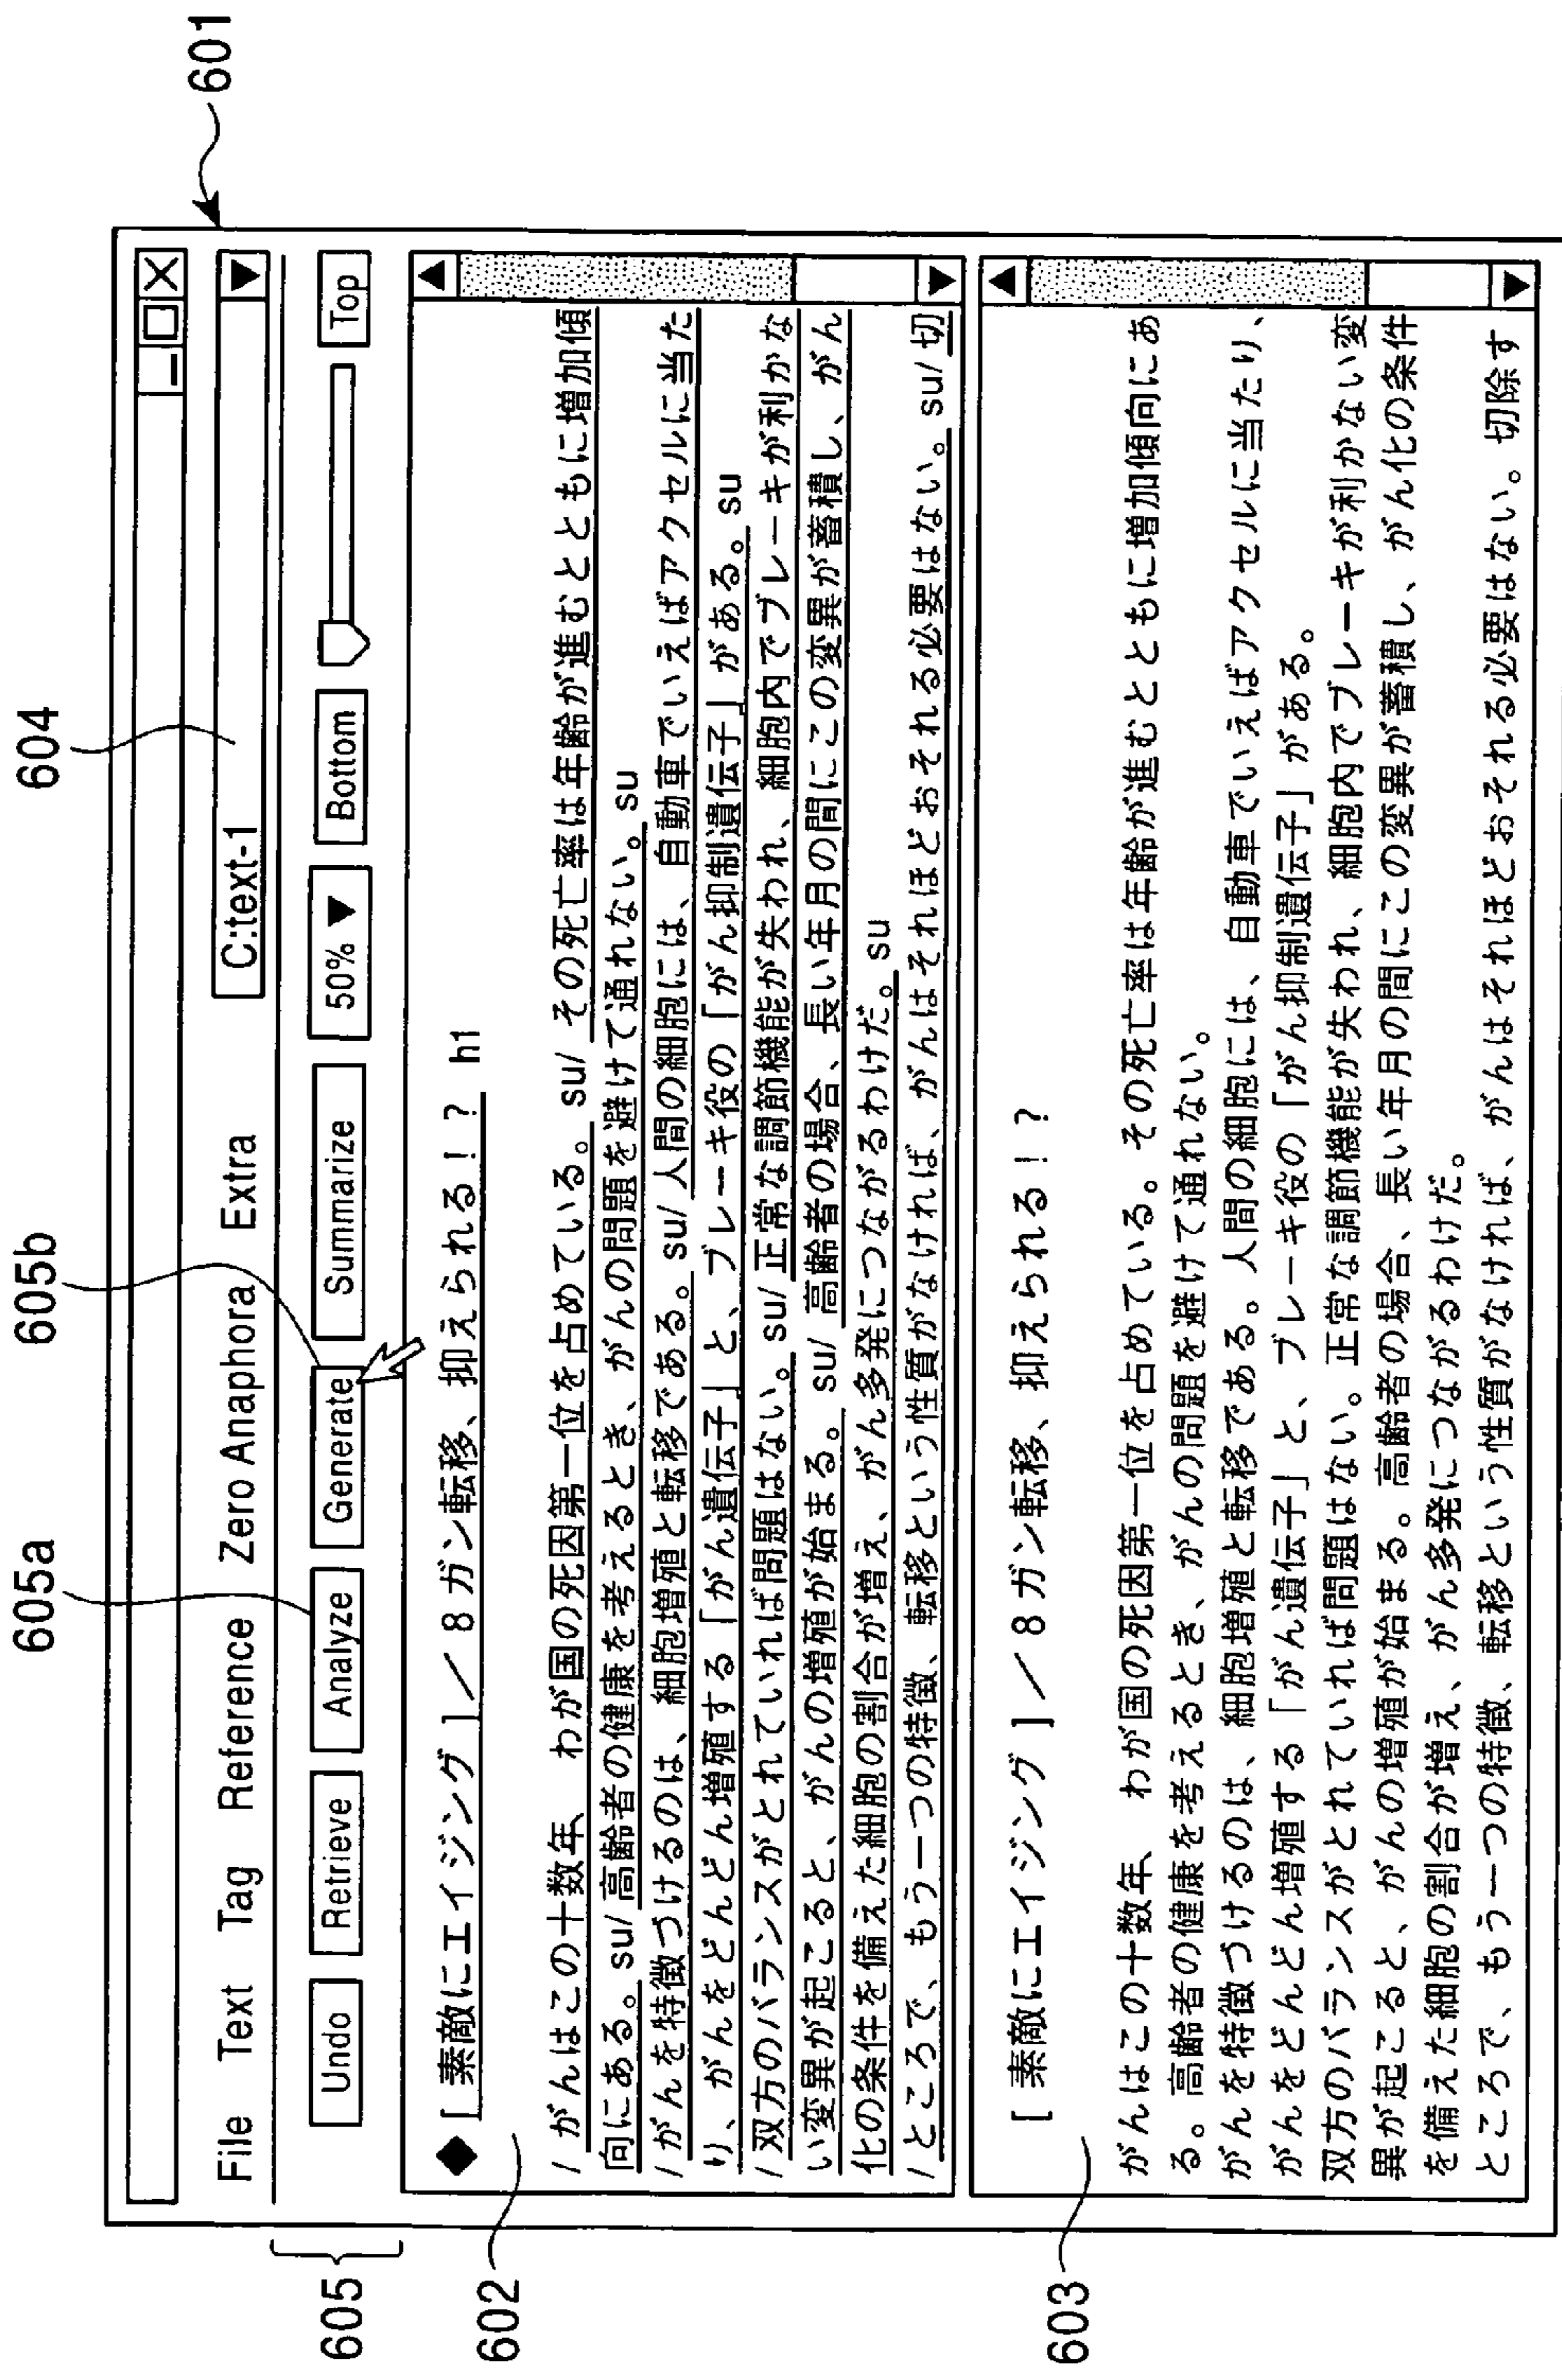 601
604
605b
605a
605
602
603
File Text Tag Reference Zero Anaphora Extra C:text-1
Undo Retrieve Analyze Generate Summarize 50% ▼ Bottom Top
◆ [ 素敵にエイジング ] ／ 8 ガン転移、抑えられる！？ h1
/ がんはこの十数年、 わが国の死因第一位を占めている。 su/ その死亡率は年齢が進むとともに増加傾
向にある。 su/ 高齢者の健康を考えるとき、がんの問題を避けて通れない。su
/ がんを特徴づけるのは、細胞増殖と転移である。su/ 人間の細胞には、自動車でいえばアクセルに当た
り、がんをどんどん増殖する「がん遺伝子」と、ブレーキ役の「がん抑制遺伝子」がある。su
/ 双方のバランスがとれていれば問題はない。su/ 正常な調節機能が失われ、細胞内でブレーキが利かな
い変異が起こると、がんの増殖が始まる。 su/ 高齢者の場合、長い年月の間にこの変異が蓄積し、がん
化の条件を備えた細胞の割合が増え、がん多発につながるわけだ。su
/ ところで、もう一つの特徴、転移という性質がなければ、がんはそれほどおそれる必要はない。su/ 切
[ 素敵にエイジング ] ／ 8 ガン転移、抑えられる！？
がんはこの十数年、 わが国の死因第一位を占めている。その死亡率は年齢が進むとともに増加傾向にあ
る。高齢者の健康を考えるとき、がんの問題を避けて通れない。
がんを特徴づけるのは、細胞増殖と転移である。人間の細胞には、自動車でいえばアクセルに当たり、
がんをどんどん増殖する「がん遺伝子」と、ブレーキ役の「がん抑制遺伝子」がある。
双方のバランスがとれていれば問題はない。正常な調節機能が失われ、細胞内でブレーキが利かない変
異が起こると、がんの増殖が始まる。高齢者の場合、長い年月の間にこの変異が蓄積し、がん化の条件
を備えた細胞の割合が増え、がん多発につながるわけだ。
ところで、もう一つの特徴、転移という性質がなければ、がんはそれほどおそれる必要はない。切除す